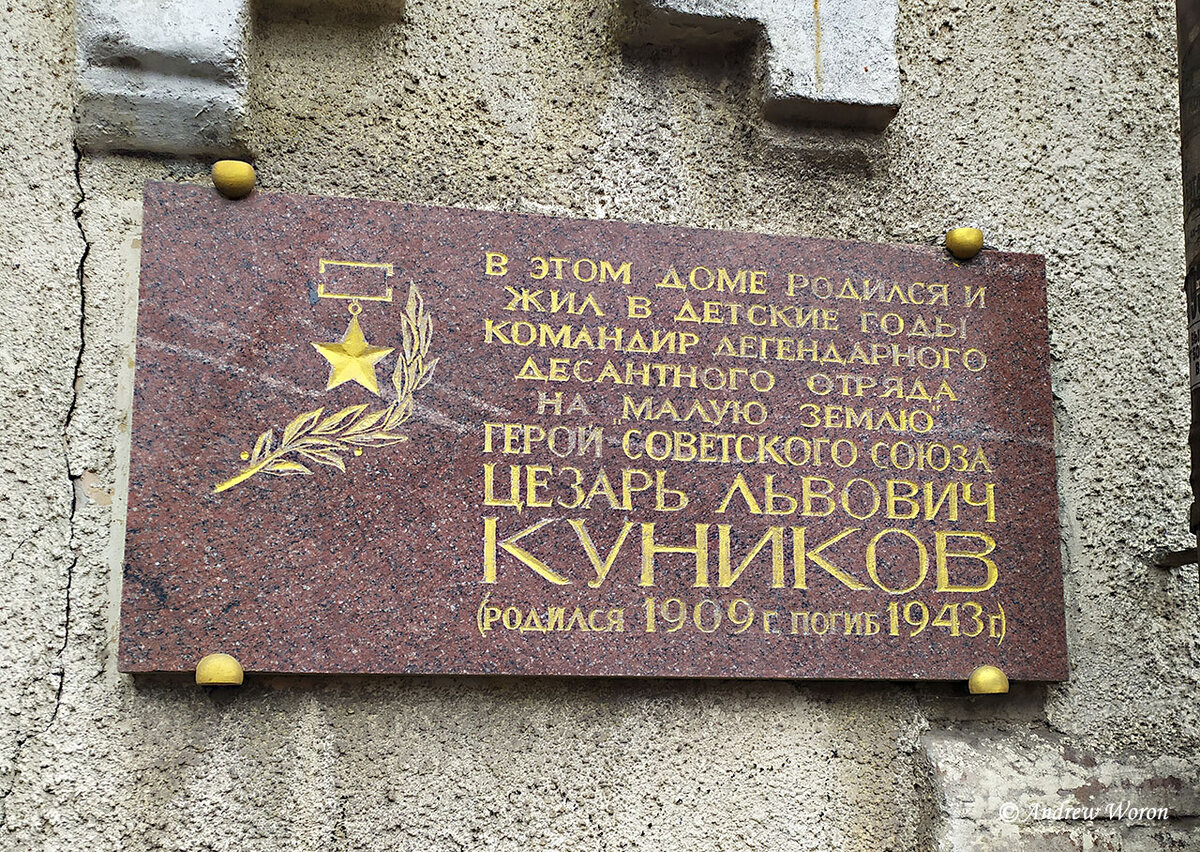 В ЭТОМ ДОМЕ РОДИЛСЯ И
ЖИЛ В ДЕТСКИЕ ГОДЫ
КОМАНДИР ЛЕГЕНДАРНОГО
ДЕСАНТНОГО ОТРЯДА
НА "МАЛУЮ ЗЕМЛЮ"
ГЕРОЙ СОВЕТСКОГО СОЮЗА
ЦЕЗАРЬ ЛЬВОВИЧ
КУНИКОВ
(РОДИЛСЯ 1909 Г. ПОГИБ 1943 Г.)
© Andrew Woron